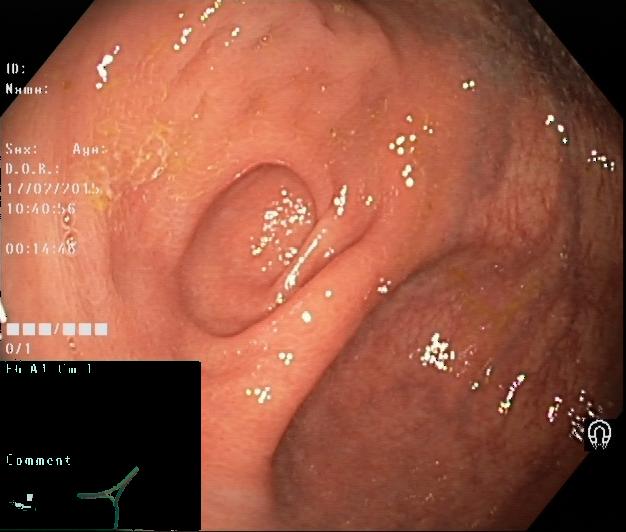 ID:
Name:
Sex: Age:
D.O.B.:
17/02/2015
10:40:56
00:14:48
0/1
Comment